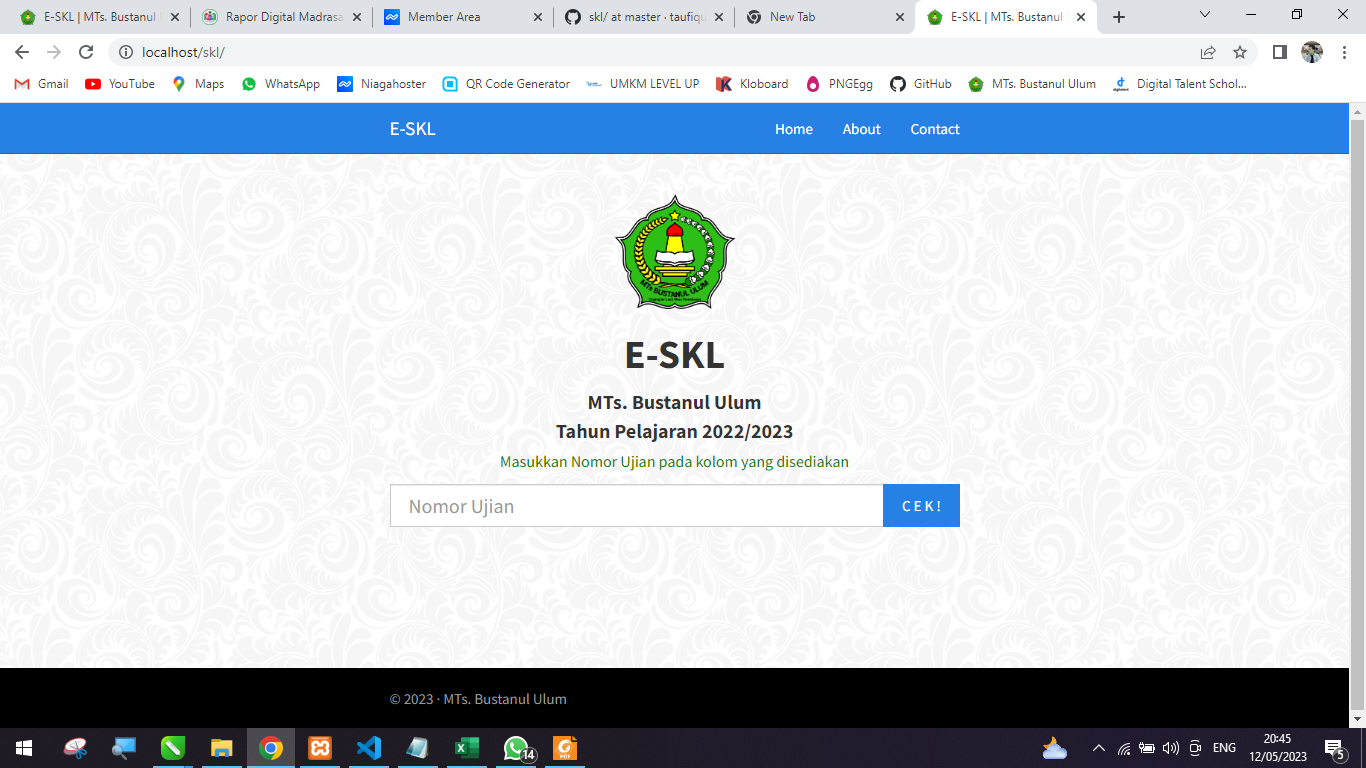 E-SKL | MTs. Bustanul
Rapor Digital Madrasa
Member Area
skl/ at master · taufiqu
New Tab
E-SKL | MTs. Bustanul
localhost/skl/
Gmail
YouTube
Maps
WhatsApp
Niagahoster
QR Code Generator
UMKM LEVEL UP
Kloboard
PNGEgg
GitHub
MTs. Bustanul Ulum
Digital Talent Schol...
E-SKL
Home
About
Contact
MTs BUSTANUL ULUM
E-SKL
MTs. Bustanul Ulum
Tahun Pelajaran 2022/2023
Masukkan Nomor Ujian pada kolom yang disediakan
Nomor Ujian
CEK!
© 2023 · MTs. Bustanul Ulum
14
PDF
ENG
20:45
12/05/2023
5